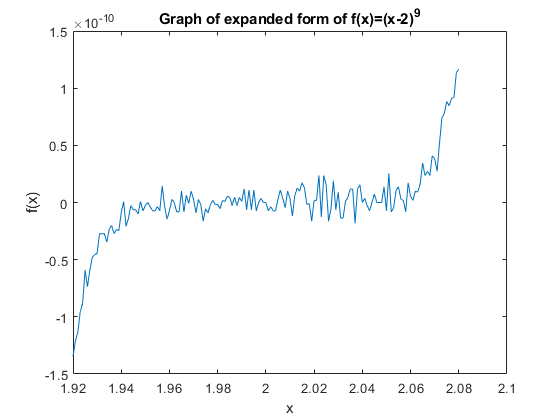 ×10⁻¹⁰
Graph of expanded form of f(x)=(x-2)⁹
1.5
1
0.5
0
-0.5
-1
-1.5
f(x)
1.92 1.94 1.96 1.98 2 2.02 2.04 2.06 2.08 2.1
x